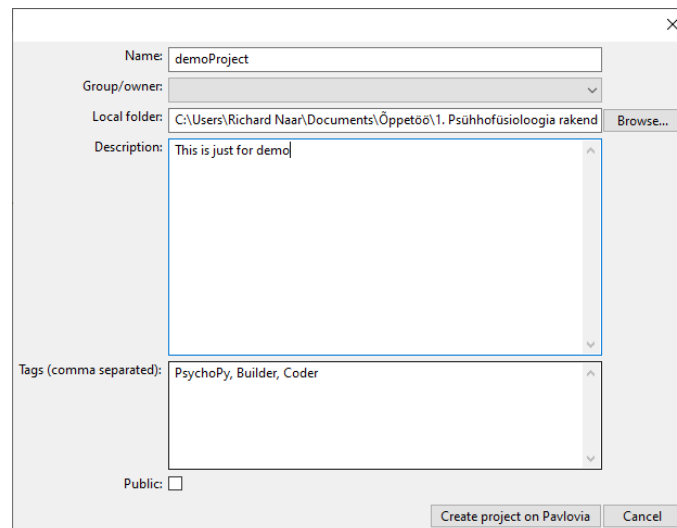 Name: demoProject
Group/owner:
Local folder: C:\Users\Richard Naar\Documents\Õppetöö\1. Psühhofüsioloogia rakend Browse...
Description: This is just for demo
Tags (comma separated): PsychoPy, Builder, Coder
Public:
Create project on Pavlovia Cancel